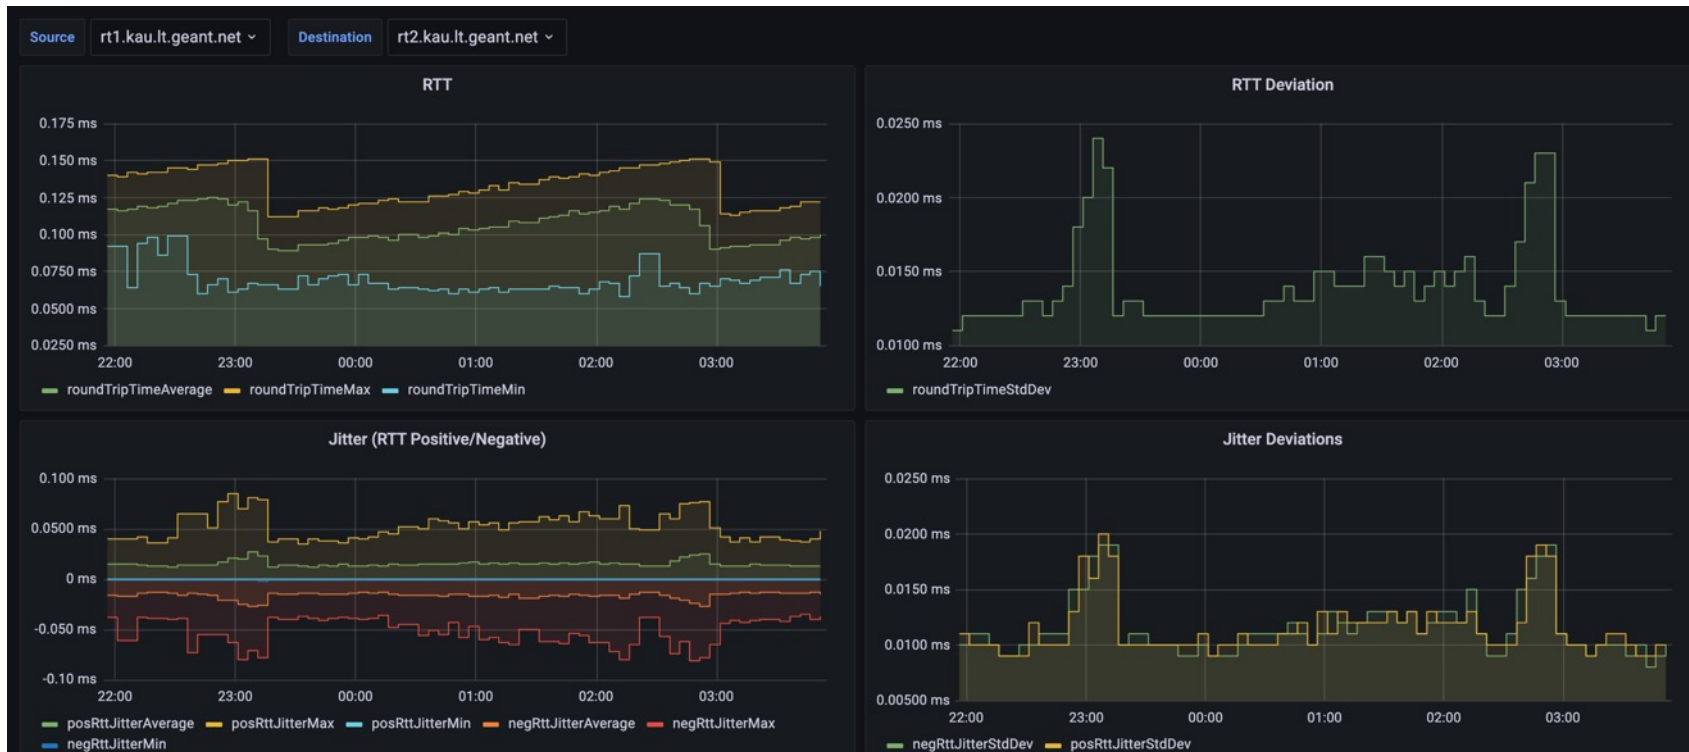 Source rt1.kau.lt.geant.net Destination rt2.kau.lt.geant.net
RTT
0.175 ms
0.150 ms
0.125 ms
0.100 ms
0.0750 ms
0.0500 ms
0.0250 ms
22:00 23:00 00:00 01:00 02:00 03:00
roundTripTimeAverage roundTripTimeMax roundTripTimeMin
RTT Deviation
0.0250 ms
0.0200 ms
0.0150 ms
0.0100 ms
22:00 23:00 00:00 01:00 02:00 03:00
roundTripTimeStdDev
Jitter (RTT Positive/Negative)
0.100 ms
0.0500 ms
0 ms
-0.050 ms
-0.10 ms
22:00 23:00 00:00 01:00 02:00 03:00
posRttJitterAverage posRttJitterMax posRttJitterMin negRttJitterAverage negRttJitterMax
negRttJitterMin
Jitter Deviations
0.0250 ms
0.0200 ms
0.0150 ms
0.0100 ms
0.00500 ms
22:00 23:00 00:00 01:00 02:00 03:00
negRttJitterStdDev posRttJitterStdDev